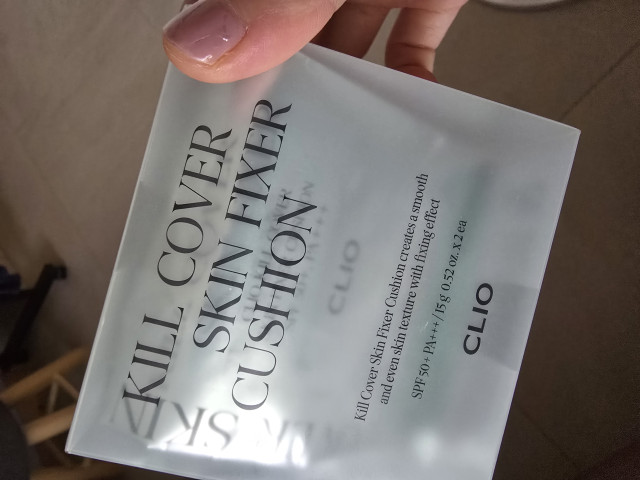 KILL COVER
SKIN FIXER
CUSHION
Kill Cover Skin Fixer Cushion creates a smooth
and even skin texture with fixing effect
SPF 50+ PA+++ / 15 g 0.52 oz. x 2 ea
CLIO
CLIO
SKIN